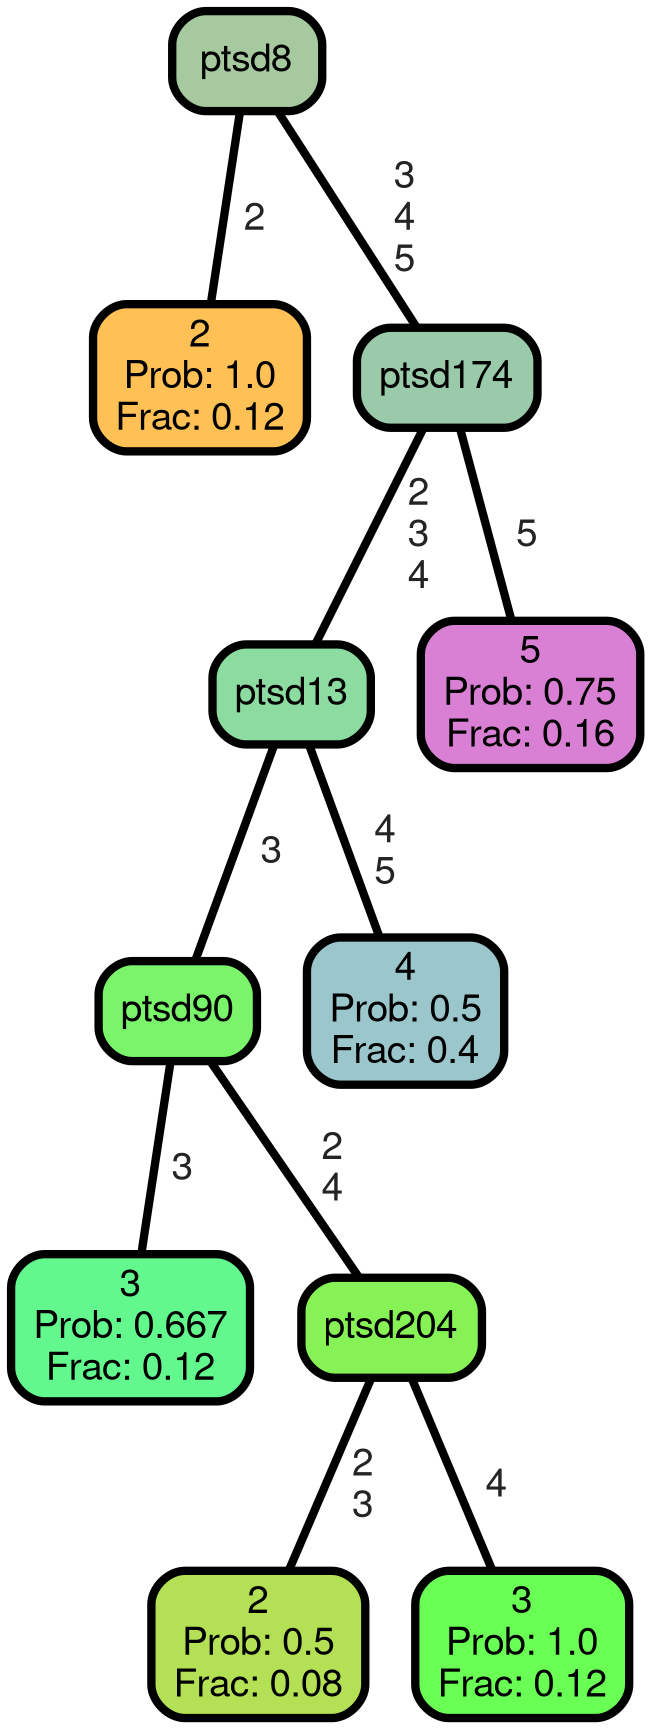 ptsd8
2
3
4
5
2
Prob: 1.0
Frac: 0.12
ptsd174
2
3
4
5
ptsd13
5
Prob: 0.75
Frac: 0.16
3
4
5
ptsd90
4
Prob: 0.5
Frac: 0.4
3
2
4
3
Prob: 0.667
Frac: 0.12
ptsd204
2
3
4
2
Prob: 0.5
Frac: 0.08
3
Prob: 1.0
Frac: 0.12